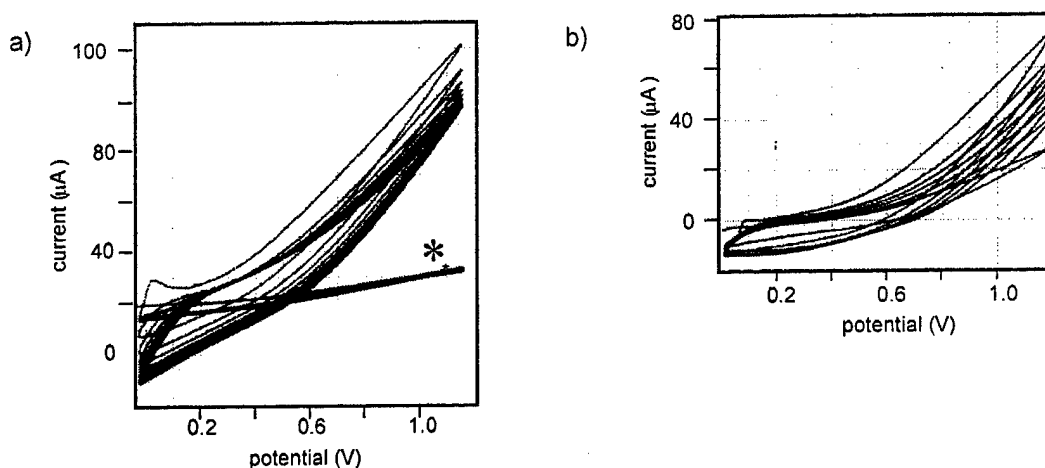 a)
100
80
40
0
*
0.2 0.6 1.0
current (μA)
potential (V)
b)
80
40
0
0.2 0.6 1.0
current (μA)
potential (V)